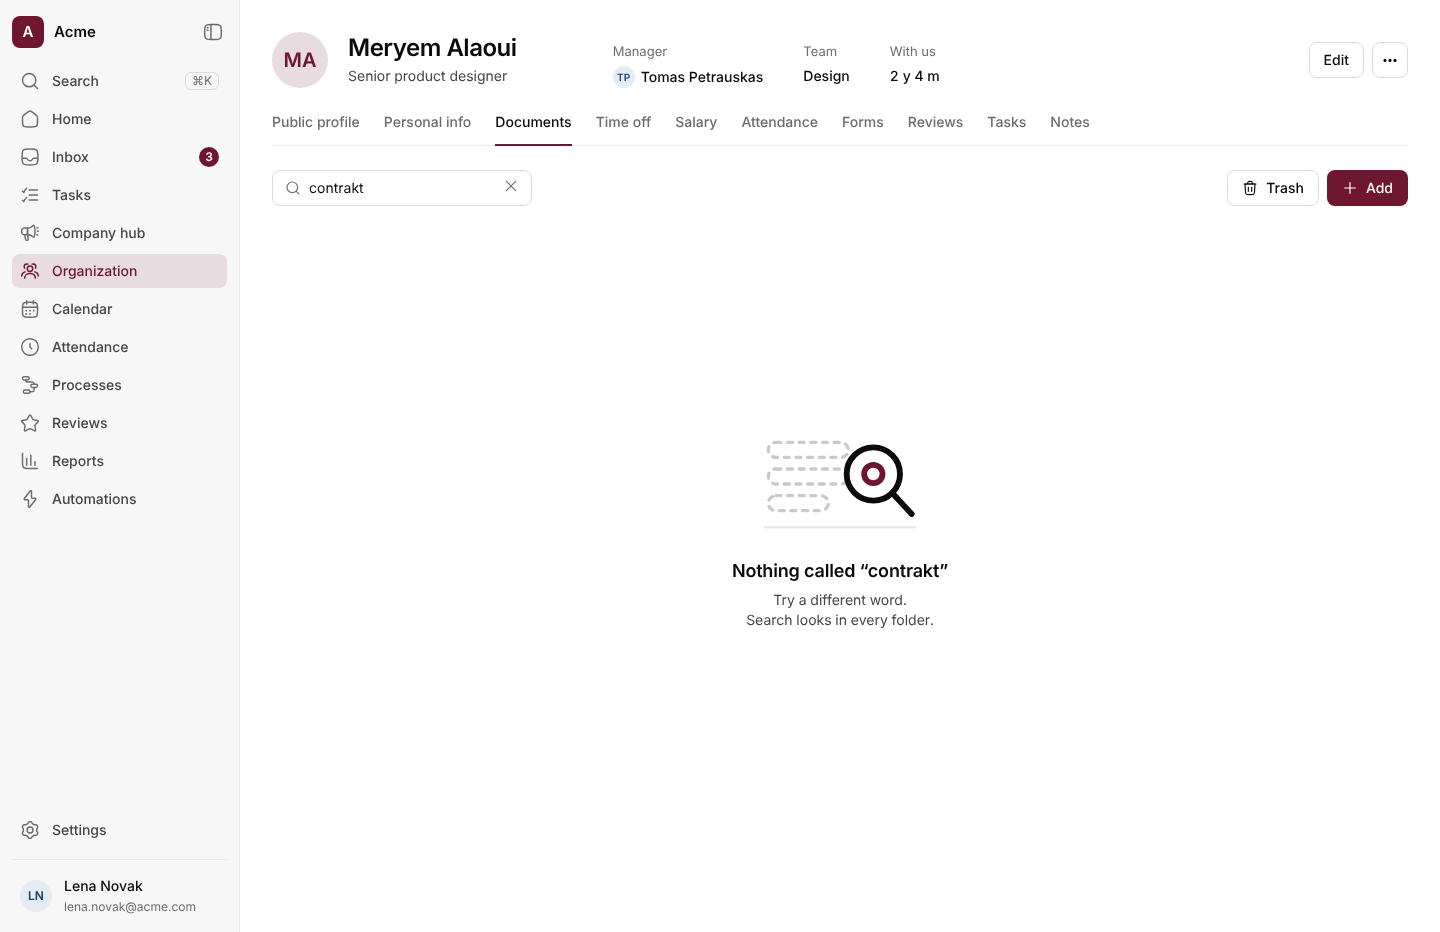 A Acme
Search ⌘K
Home
Inbox 3
Tasks
Company hub
Organization
Calendar
Attendance
Processes
Reviews
Reports
Automations
Settings
LN Lena Novak
lena.novak@acme.com
MA Meryem Alaoui
Senior product designer
Manager
TP Tomas Petrauskas
Team
Design
With us
2 y 4 m
Edit
Public profile Personal info Documents Time off Salary Attendance Forms Reviews Tasks Notes
contrakt
Trash
Add
Nothing called “contrakt”
Try a different word.
Search looks in every folder.